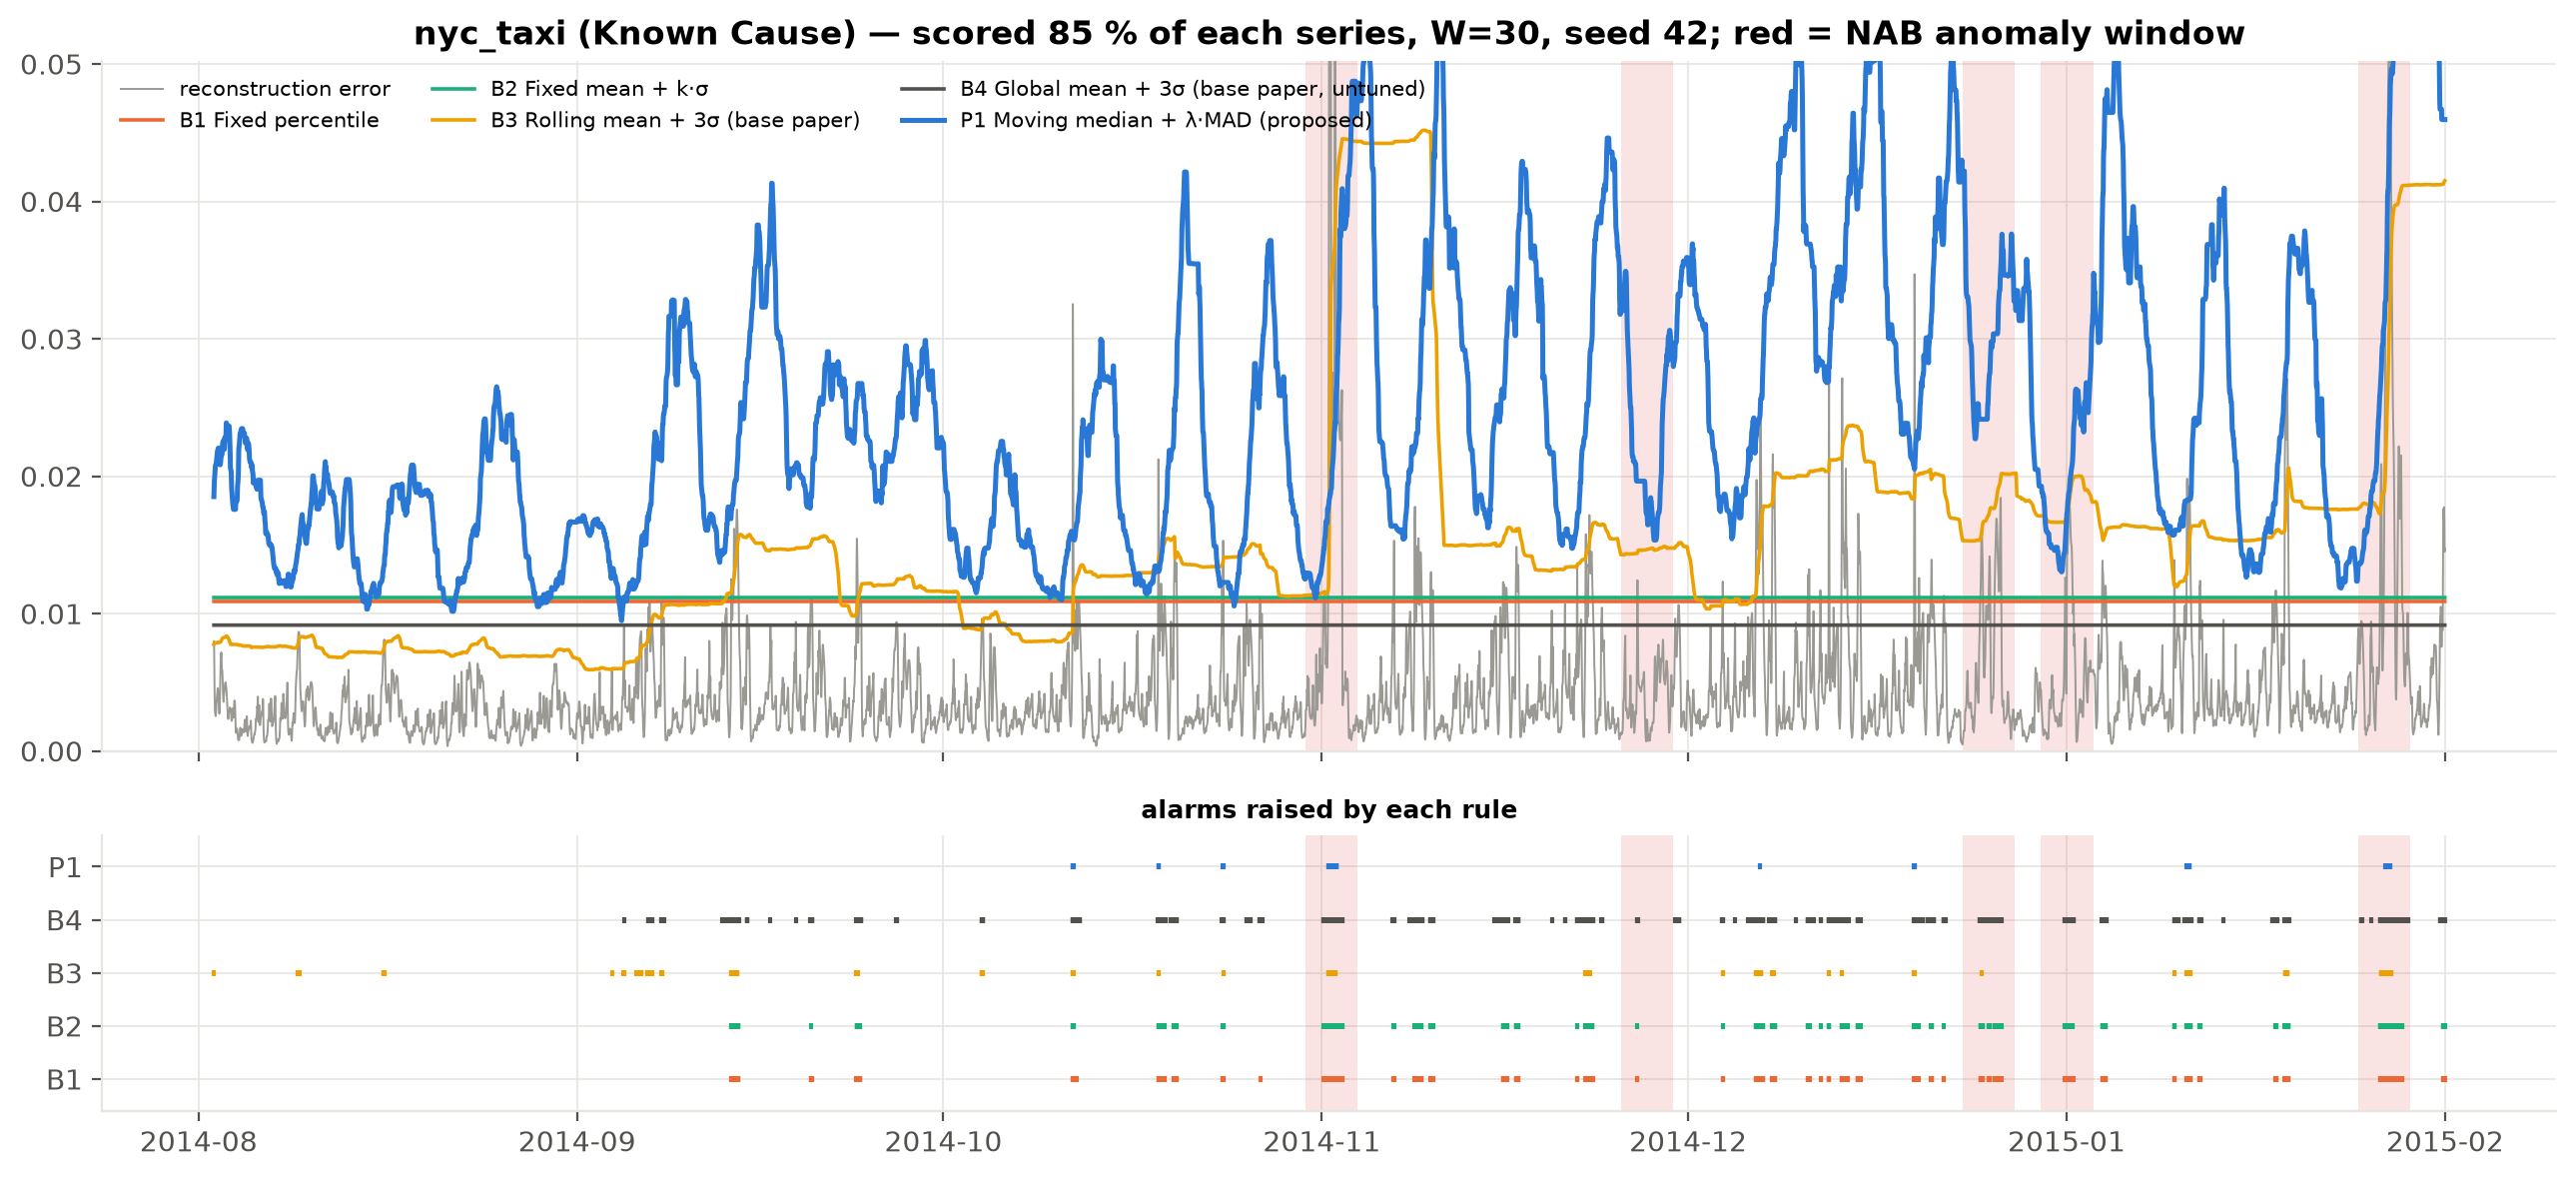 nyc_taxi (Known Cause) — scored 85 % of each series, W=30, seed 42; red = NAB anomaly window
0.05
0.04
0.03
0.02
0.01
0.00
reconstruction error
B1 Fixed percentile
B2 Fixed mean + k·σ
B3 Rolling mean + 3σ (base paper)
B4 Global mean + 3σ (base paper, untuned)
P1 Moving median + λ·MAD (proposed)
alarms raised by each rule
P1
B4
B3
B2
B1
2014-08
2014-09
2014-10
2014-11
2014-12
2015-01
2015-02